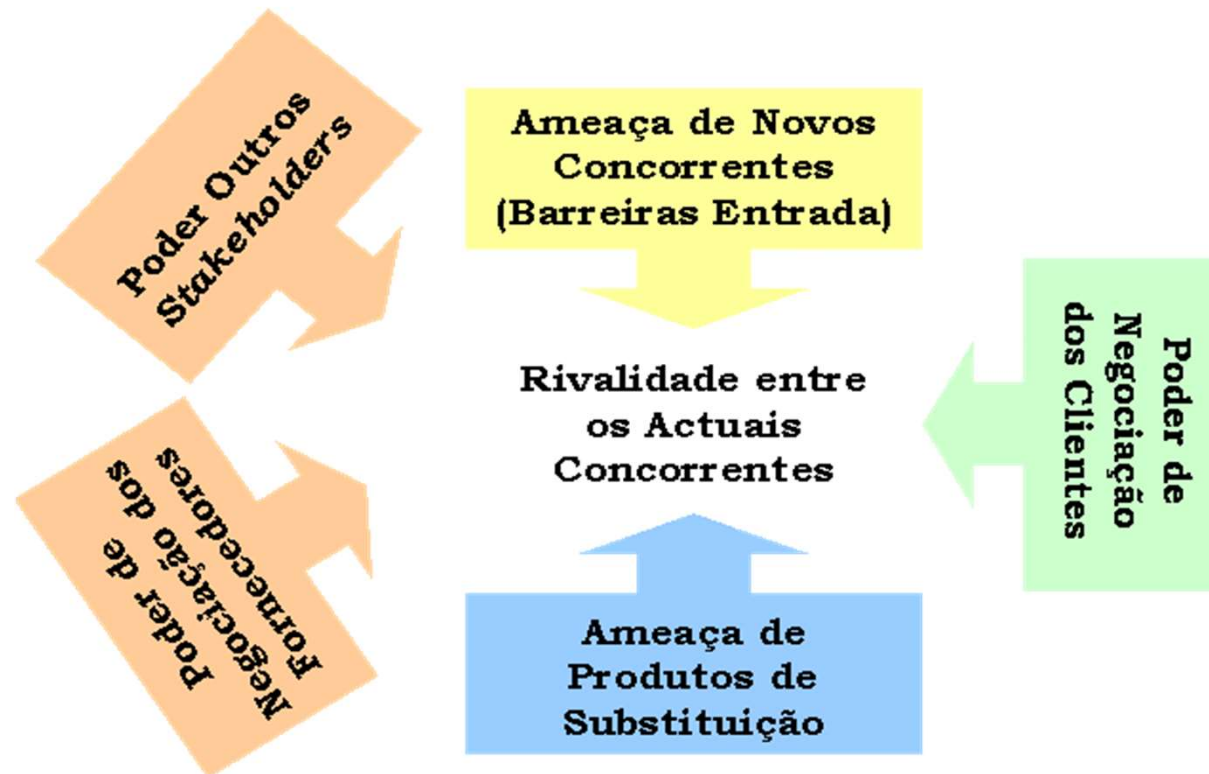 Poder Outros
Stakeholders
Ameaça de Novos
Concorrentes
(Barreiras Entrada)
Poder de
Negociação
dos Clientes
Rivalidade entre
os Actuais
Concorrentes
Poder de
Negociação dos
Fornecedores
Ameaça de
Produtos de
Substituição